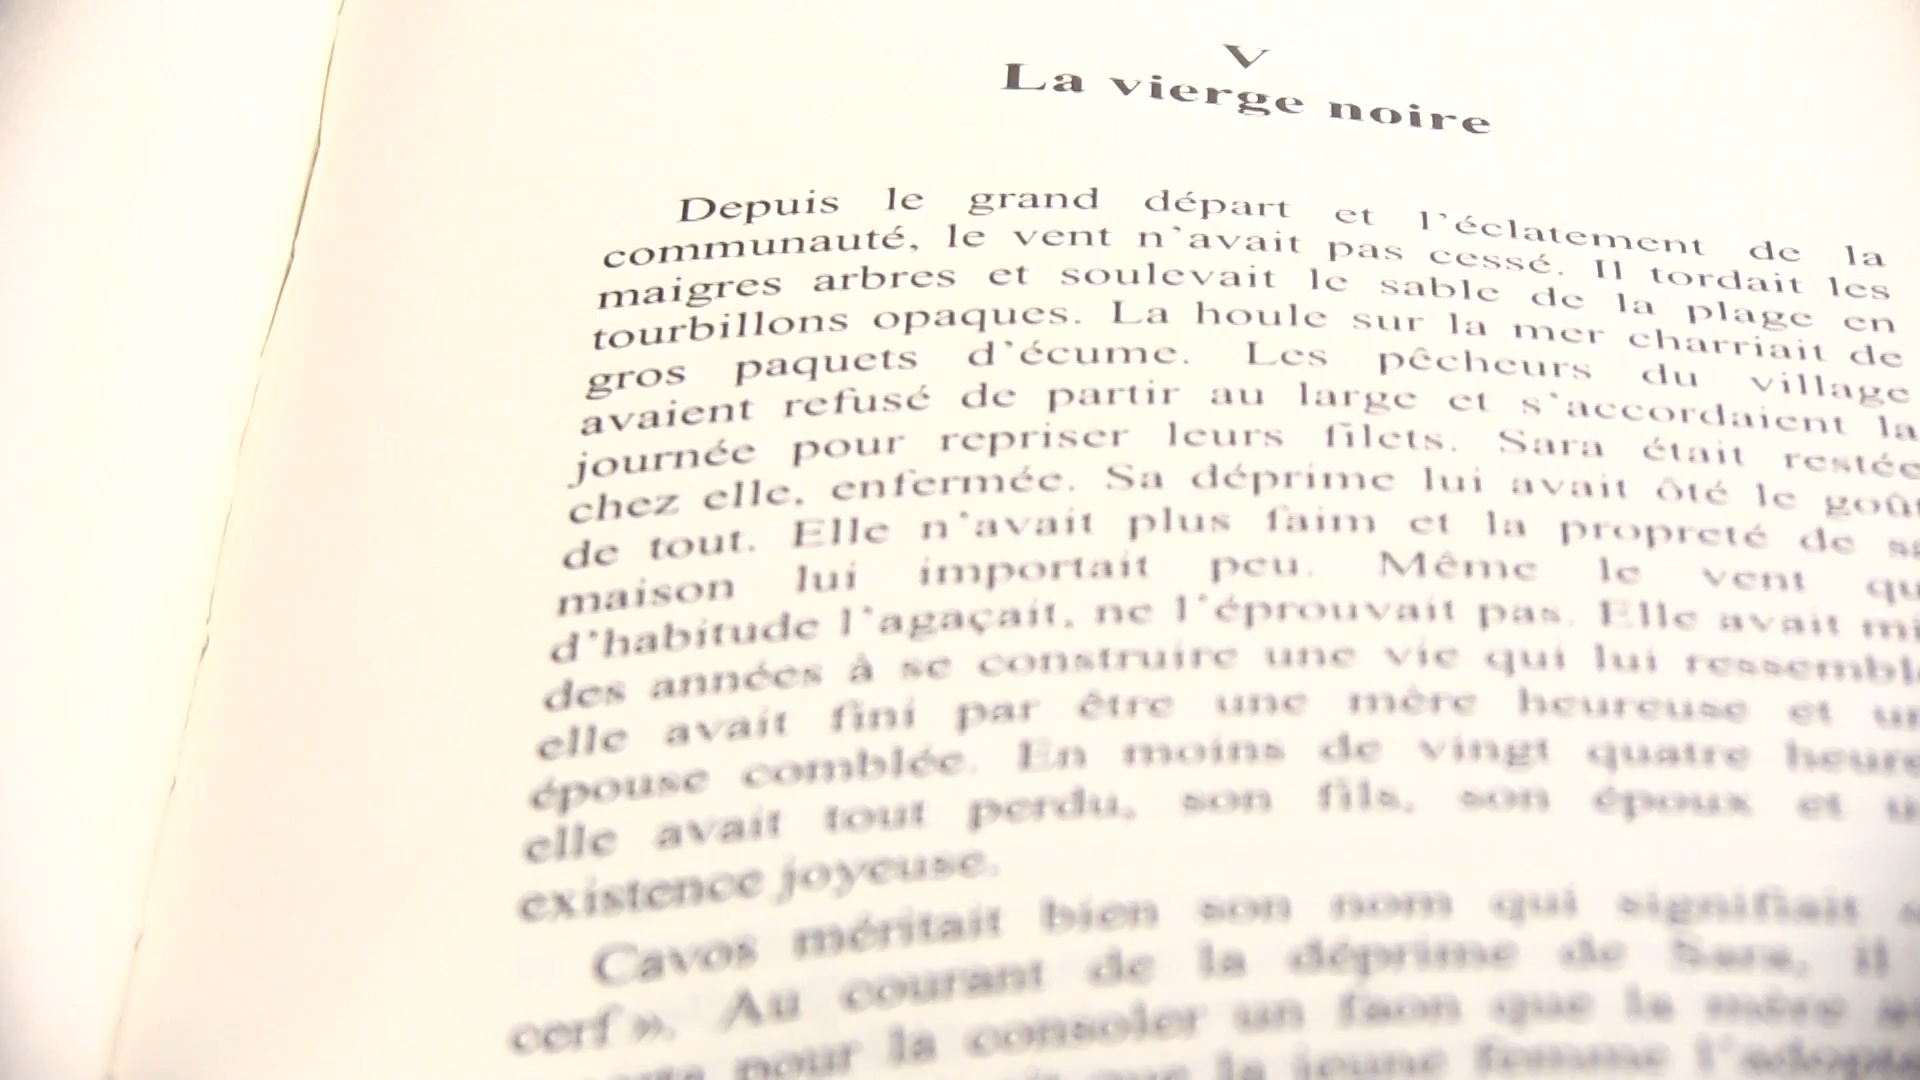 V
La vierge noire
Depuis le grand départ et l'éclatement de la
communauté, le vent n'avait pas cessé. Il tordait les
maigres arbres et soulevait le sable de la plage en
tourbillons opaques. La houle sur la mer charriait de
gros paquets d'écume. Les pêcheurs du village
avaient refusé de partir au large et s'accordaient la
journée pour repriser leurs filets. Sara était restée
chez elle, enfermée. Sa déprime lui avait ôté le goût
de tout. Elle n'avait plus faim et la propreté de
maison lui importait peu. Même le vent
d'habitude l'agaçait, ne l'éprouvait pas. Elle avait
des années à se construire une vie qui lui
elle avait fini par être une mère heureuse et
épouse comblée. En moins de vingt quatre
elle avait tout perdu, son fils, son époux et
existence joyeuse.
Cavos méritait bien son nom qui signifiait
cerf ». Au courant de la déprime de Sara, il
pour la consoler un faon que la mère
que la jeune femme